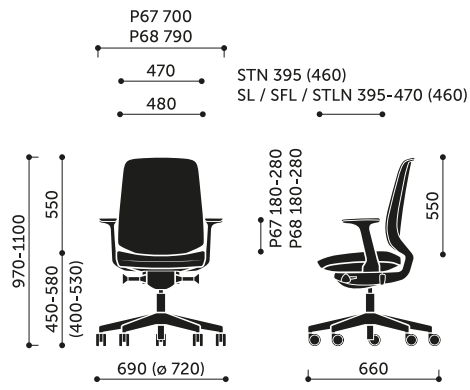 P67 700
P68 790
470
480
STN 395 (460)
SL / SFL / STLN 395-470 (460)
970-1100
550
450-580
(400-530)
P67 180-280
P68 180-280
550
690 (ø 720)
660